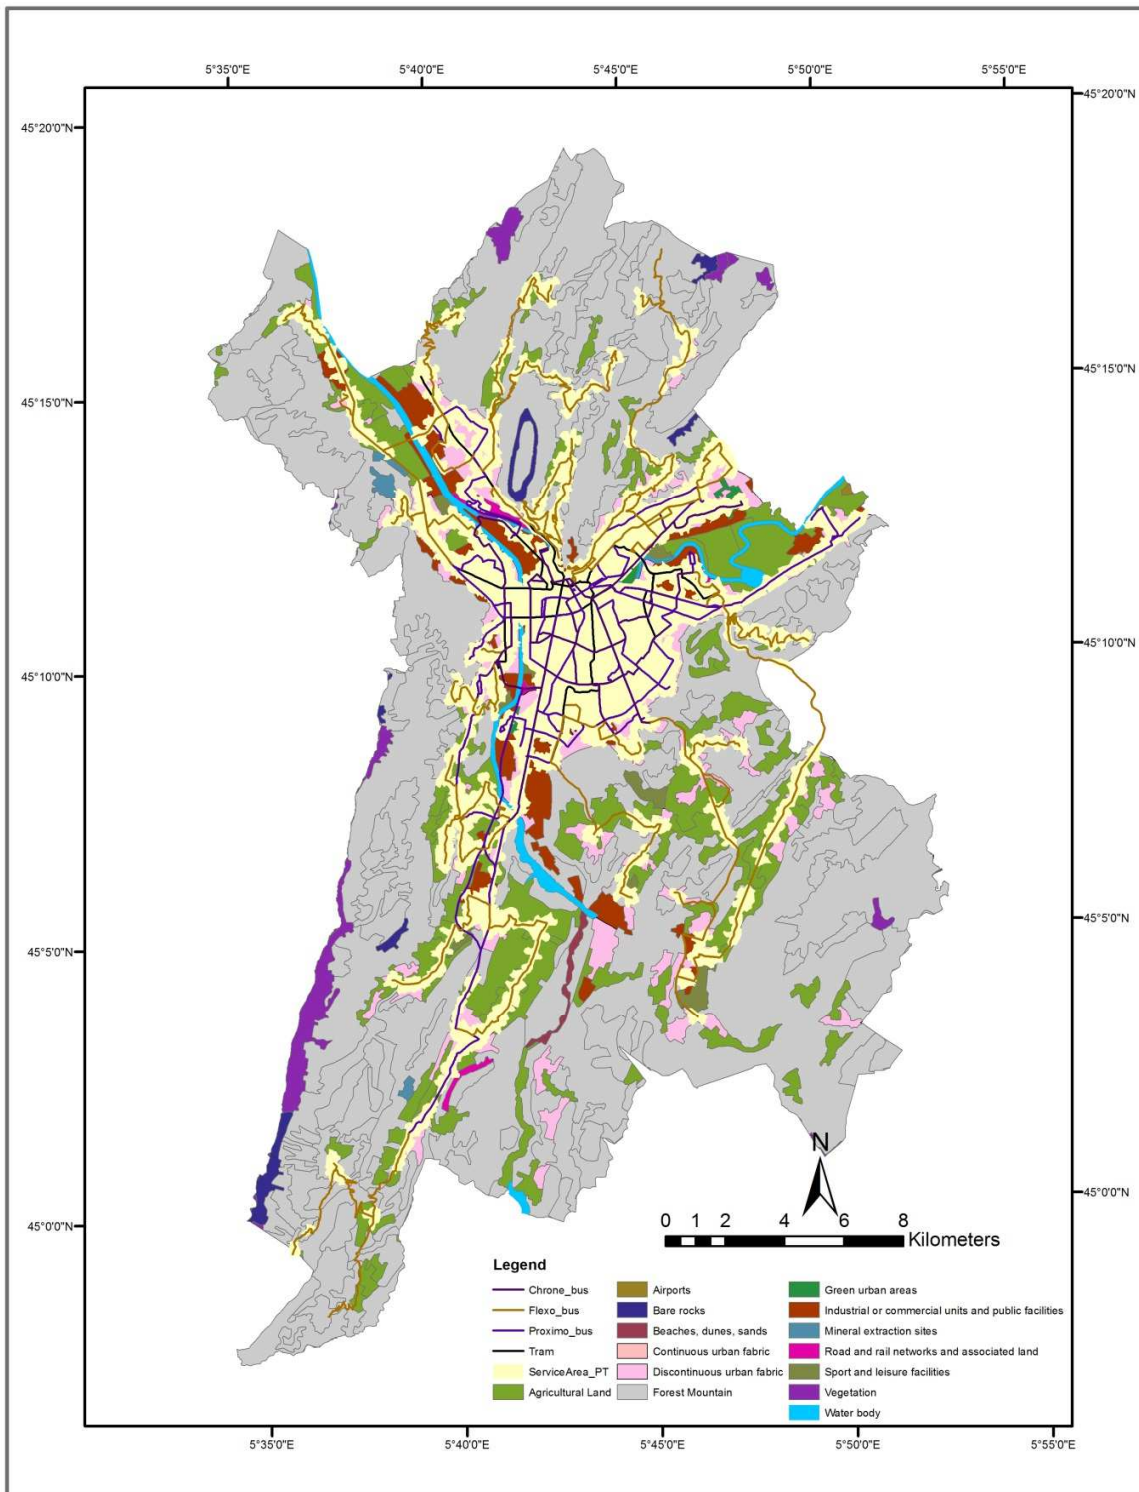 5°35'0"E 5°40'0"E 5°45'0"E 5°50'0"E 5°55'0"E
45°20'0"N
45°20'0"N
45°15'0"N
45°15'0"N
45°10'0"N
45°10'0"N
45°5'0"N
45°5'0"N
N
45°0'0"N
45°0'0"N
0 1 2 4 6 8
Kilometers
Legend
Chrone_bus
Flexo_bus
Proximo_bus
Tram
ServiceArea_PT
Agricultural Land
Airports
Bare rocks
Beaches, dunes, sands
Continuous urban fabric
Discontinuous urban fabric
Forest Mountain
Green urban areas
Industrial or commercial units and public facilities
Mineral extraction sites
Road and rail networks and associated land
Sport and leisure facilities
Vegetation
Water body
5°35'0"E 5°40'0"E 5°45'0"E 5°50'0"E 5°55'0"E